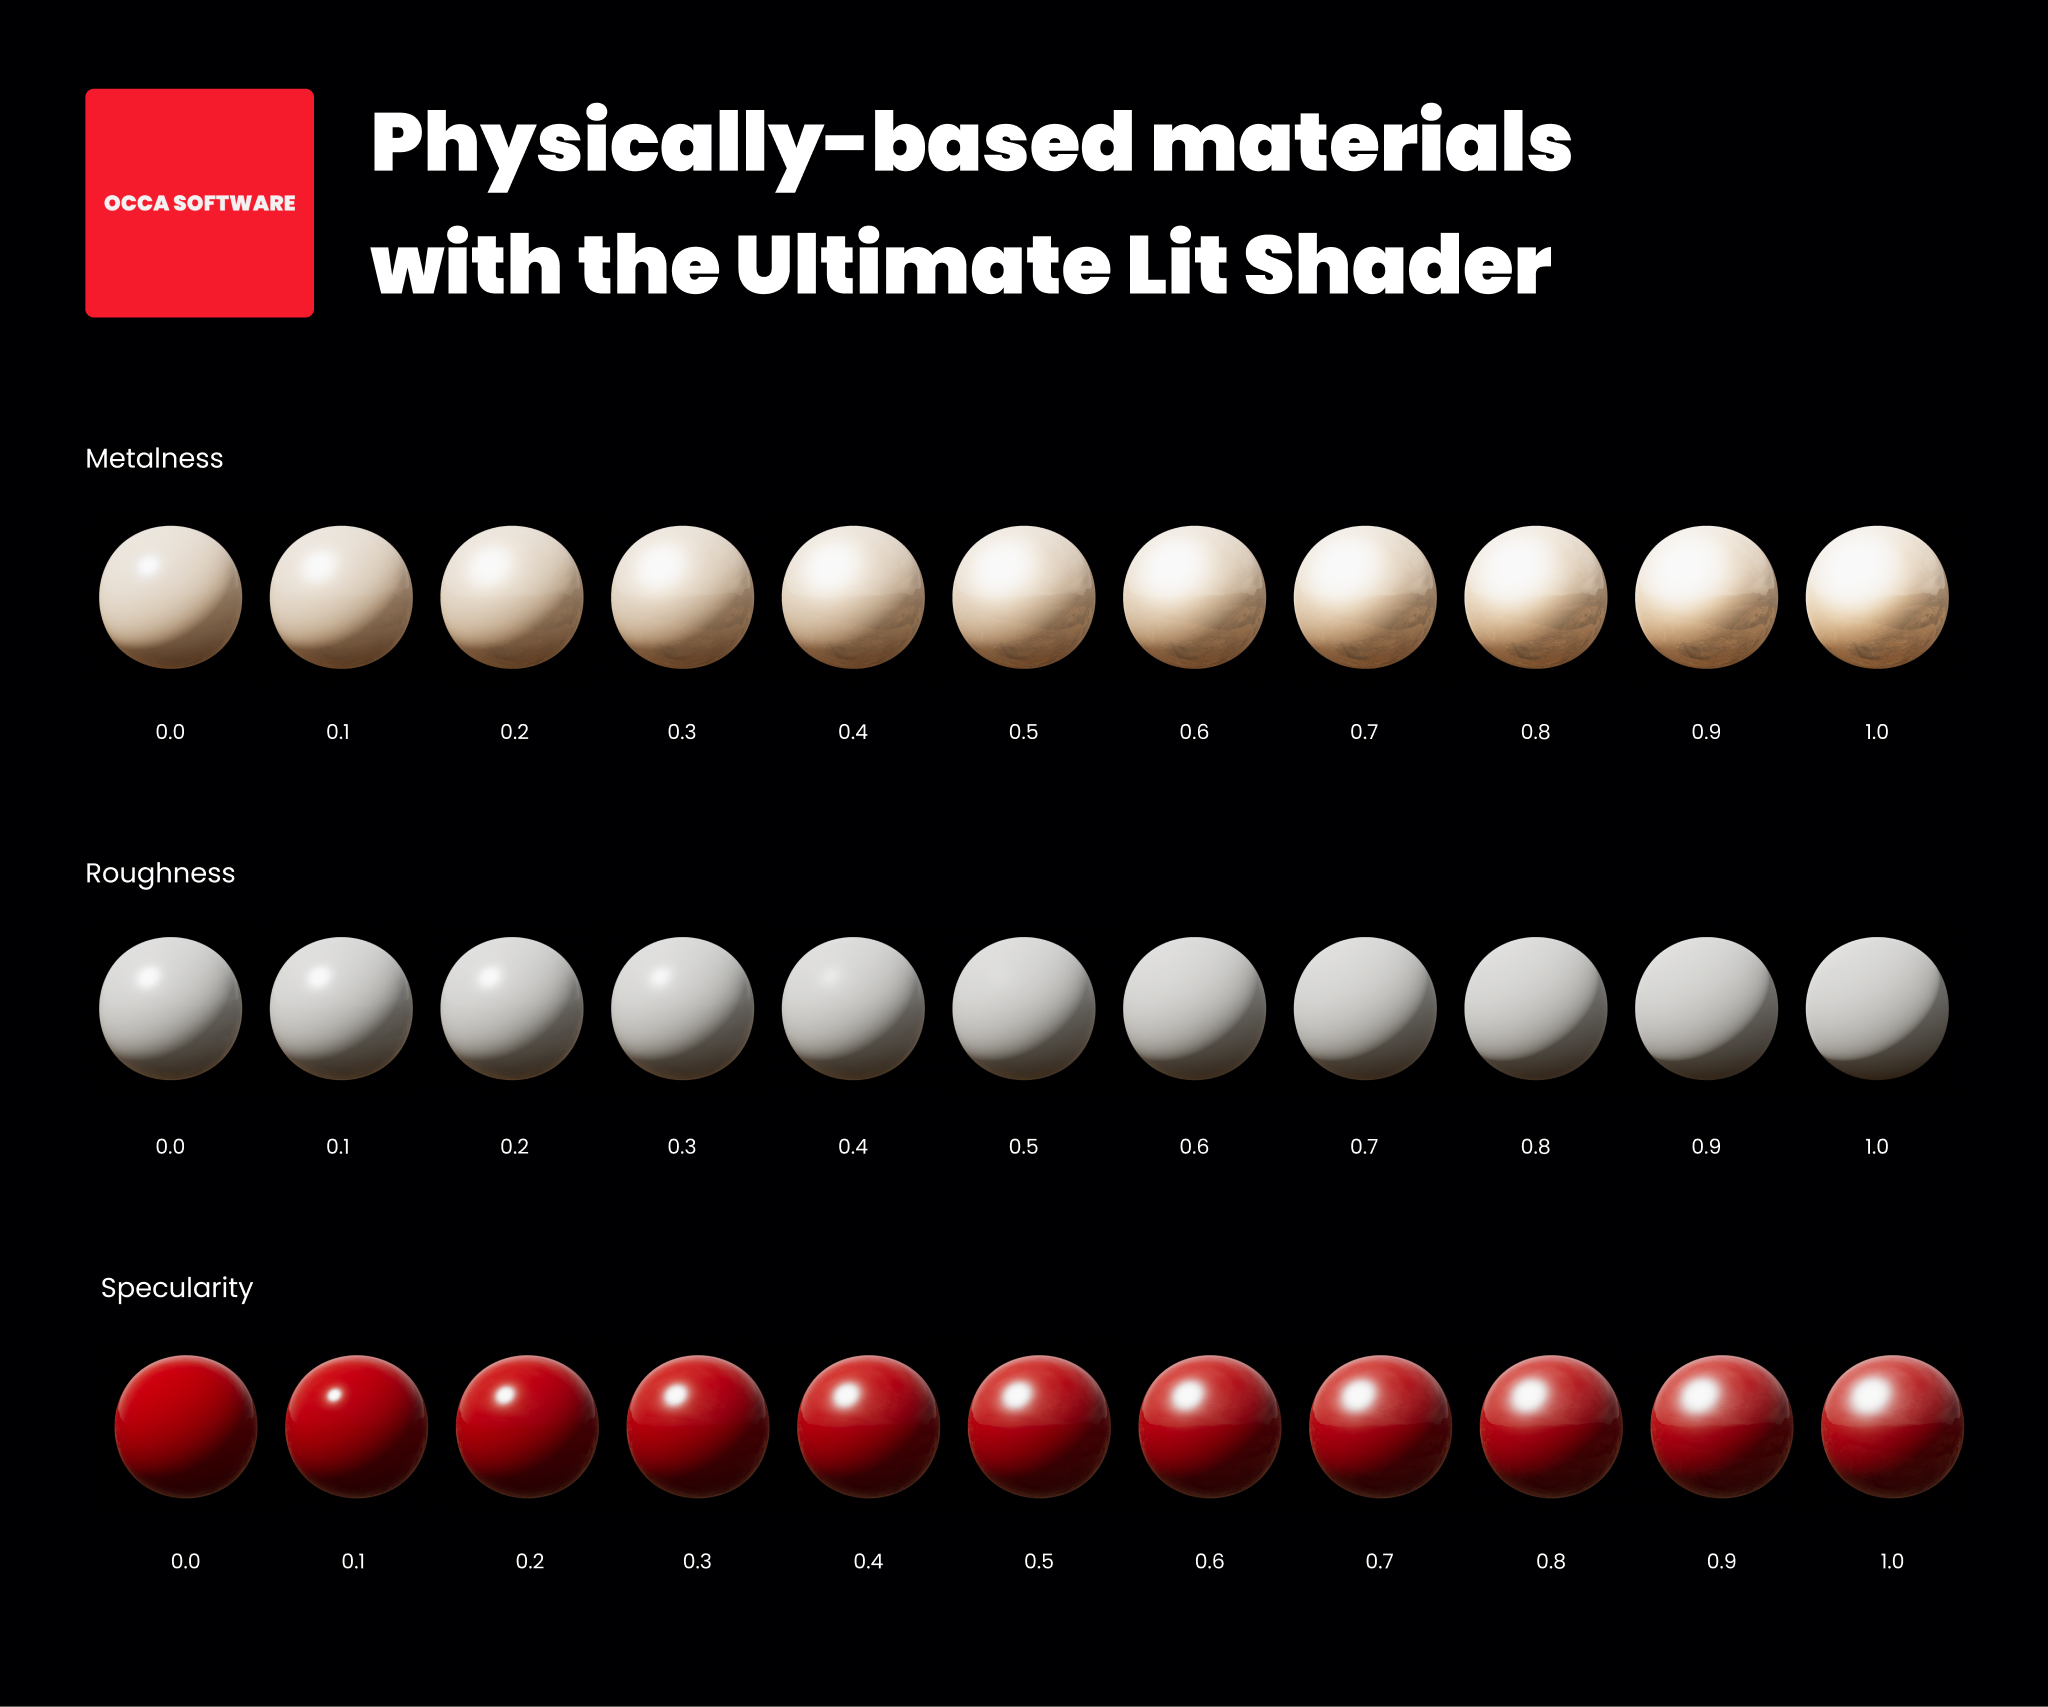 OCCA SOFTWARE
Physically-based materials
with the Ultimate Lit Shader
Metalness
0.0 0.1 0.2 0.3 0.4 0.5 0.6 0.7 0.8 0.9 1.0
Roughness
0.0 0.1 0.2 0.3 0.4 0.5 0.6 0.7 0.8 0.9 1.0
Specularity
0.0 0.1 0.2 0.3 0.4 0.5 0.6 0.7 0.8 0.9 1.0